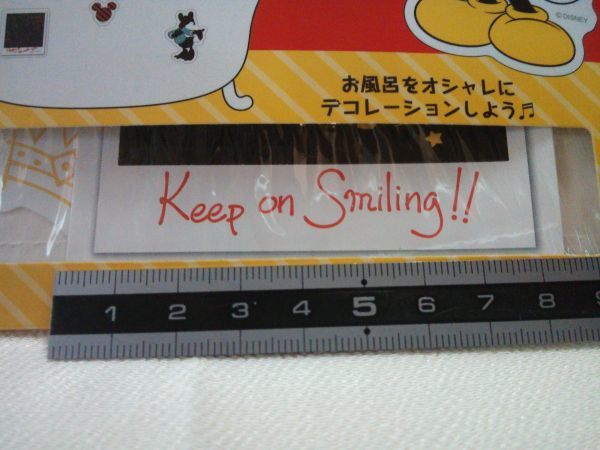 ©DISNEY
お風呂をオシャレに
デコレーションしよう♬
Keep on Smiling!!
1 2 3 4 5 6 7 8 9